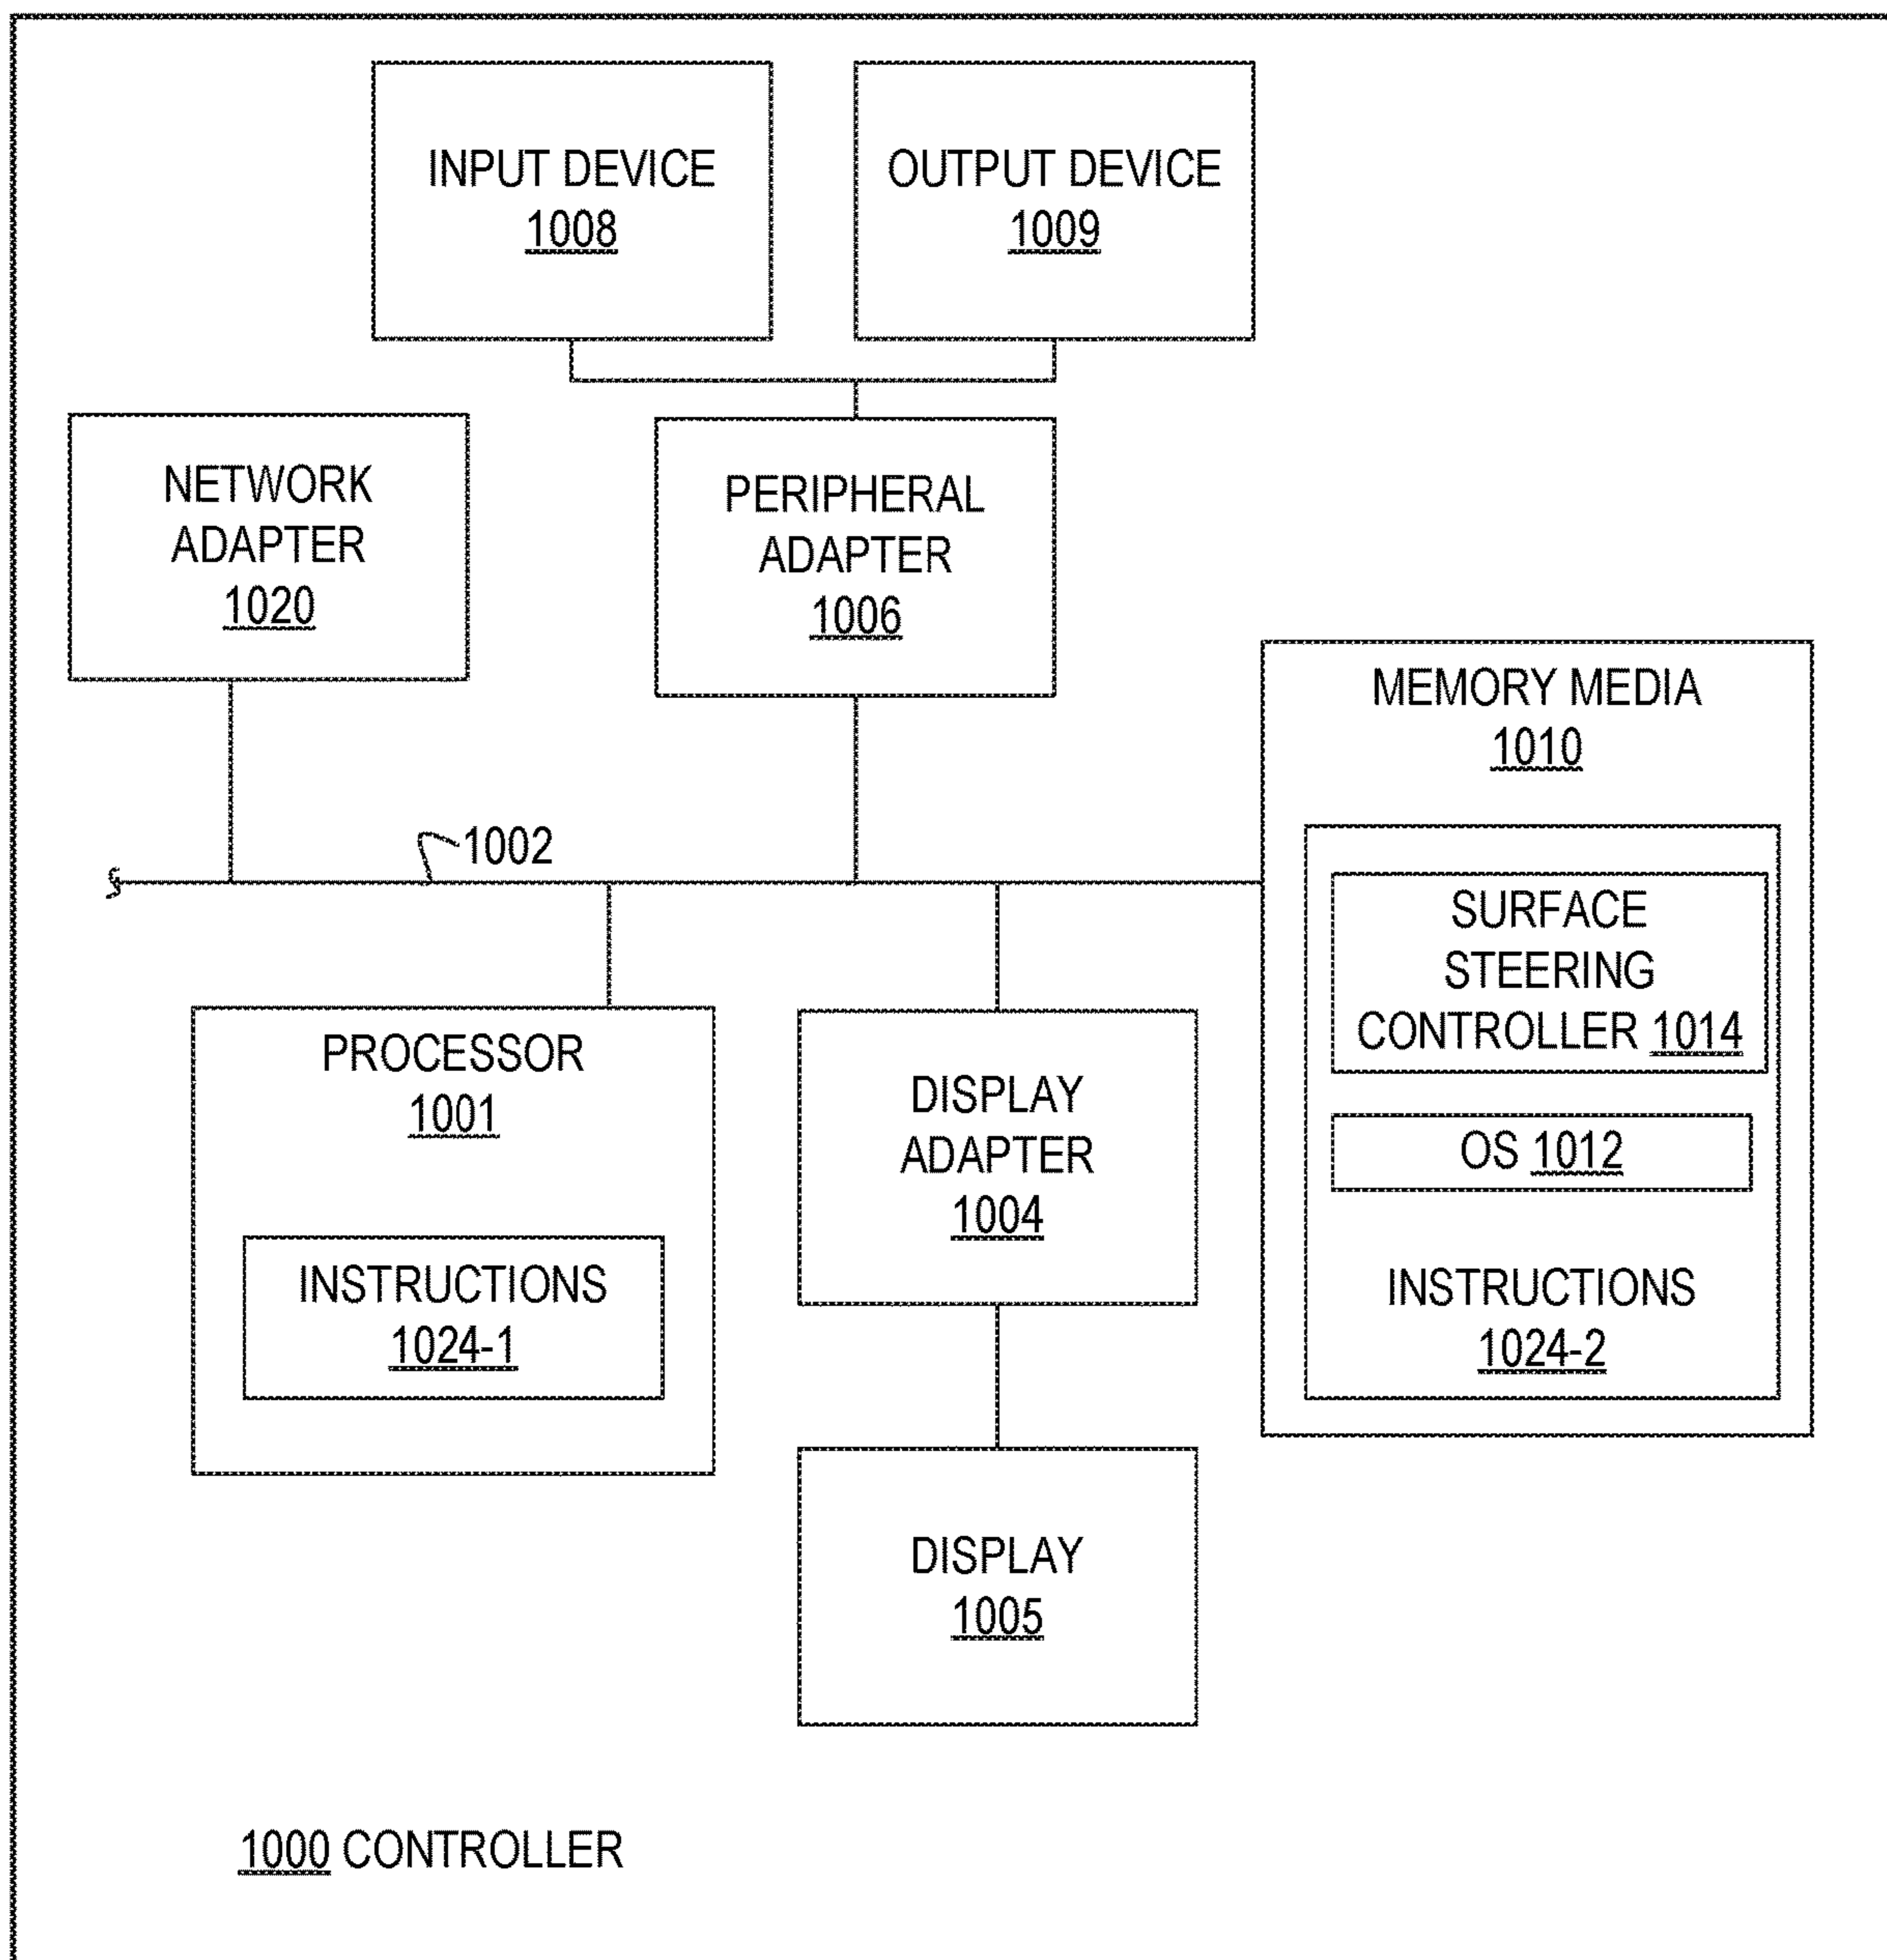 INPUT DEVICE
1008
OUTPUT DEVICE
1009
NETWORK
ADAPTER
1020
PERIPHERAL
ADAPTER
1006
MEMORY MEDIA
1010
1002
SURFACE
STEERING
CONTROLLER 1014
OS 1012
INSTRUCTIONS
1024-2
PROCESSOR
1001
INSTRUCTIONS
1024-1
DISPLAY
ADAPTER
1004
DISPLAY
1005
1000 CONTROLLER